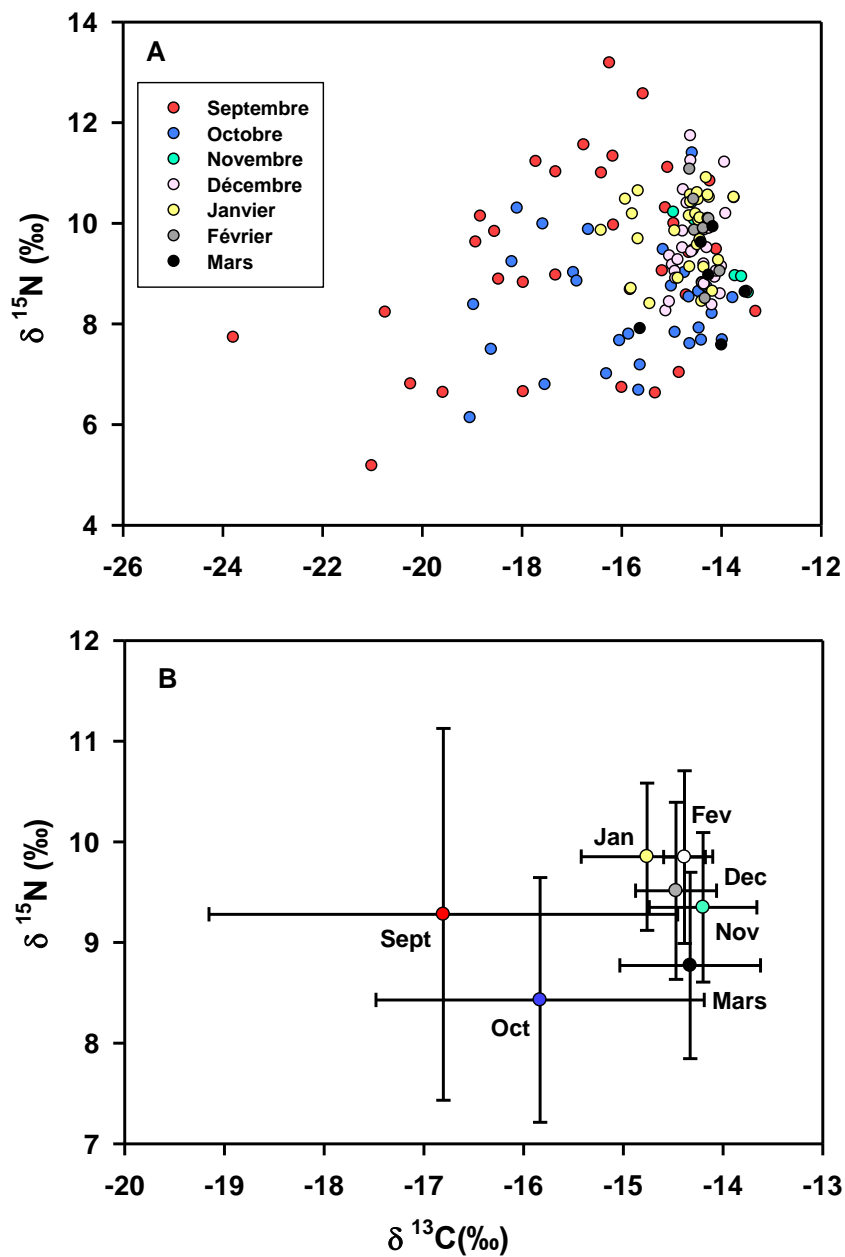 14
A
12
10
8
6
4
δ 15N (‰)
Septembre
Octobre
Novembre
Décembre
Janvier
Février
Mars
-26 -24 -22 -20 -18 -16 -14 -12
12
B
11
10
9
8
7
δ 15N (‰)
Fev
Jan
Dec
Sept
Nov
Mars
Oct
-20 -19 -18 -17 -16 -15 -14 -13
δ 13C(‰)